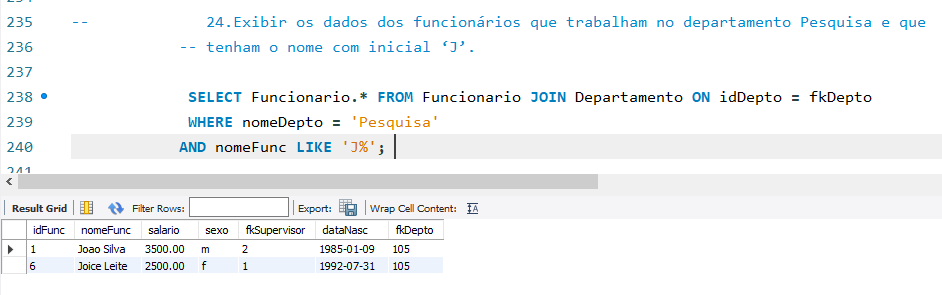 235 -- 24.Exibir os dados dos funcionários que trabalham no departamento Pesquisa e que
236 -- tenham o nome com inicial ‘J’.
237
238 SELECT Funcionario.* FROM Funcionario JOIN Departamento ON idDepto = fkDepto
239 WHERE nomeDepto = 'Pesquisa'
240 AND nomeFunc LIKE 'J%';
Result Grid Filter Rows: Export: Wrap Cell Content:
idFunc nomeFunc salario sexo fkSupervisor dataNasc fkDepto
1 Joao Silva 3500.00 m 2 1985-01-09 105
6 Joice Leite 2500.00 f 1 1992-07-31 105